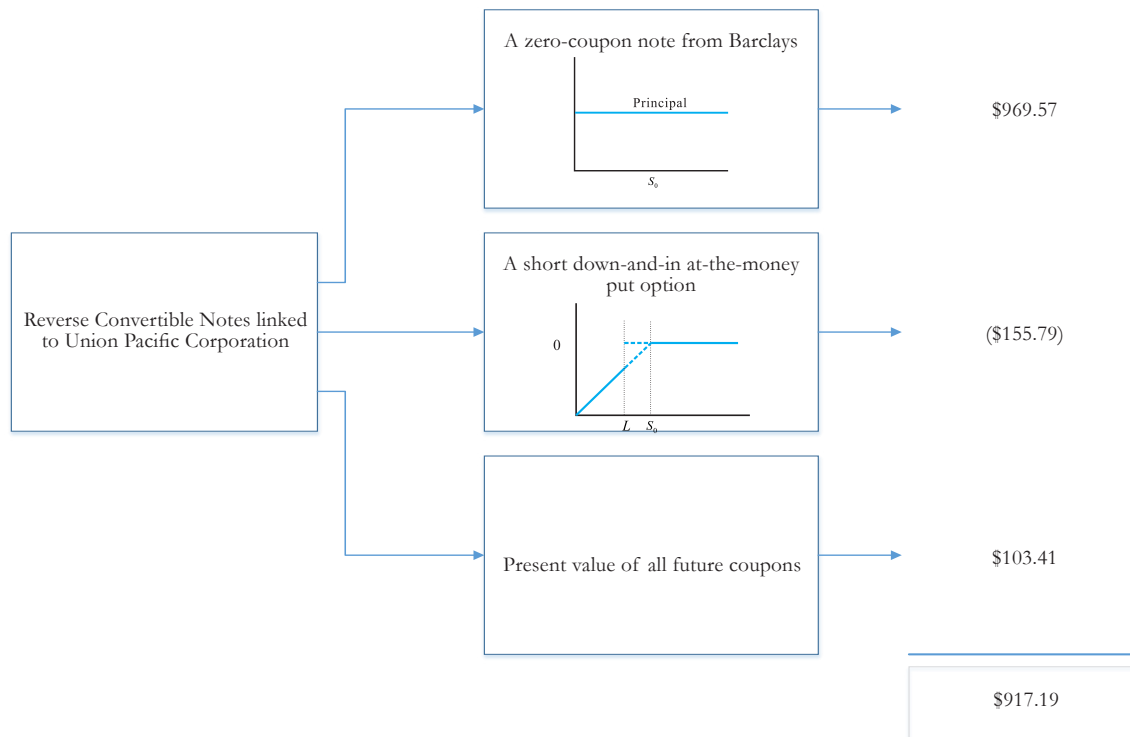 A zero-coupon note from Barclays
Principal
S₀
$969.57
Reverse Convertible Notes linked
to Union Pacific Corporation
A short down-and-in at-the-money
put option
0
L S₀
($155.79)
Present value of all future coupons
$103.41
$917.19